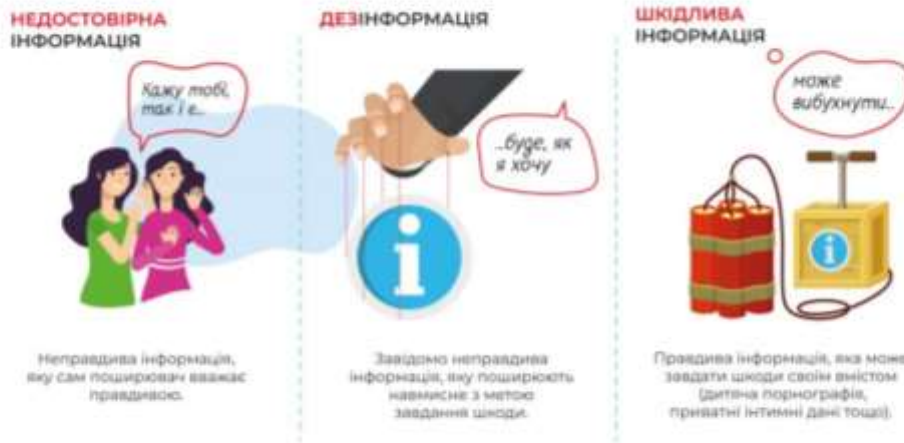 НЕДОСТОВІРНА
ІНФОРМАЦІЯ
Кажу тобі,
так і є..
Неправдива інформація,
яку сам поширювач вважає
правдивою.
ДЕЗІНФОРМАЦІЯ
..буде, як
я хочу
Завідомо неправдива
інформація, яку поширюють
навмисне з метою
завдання шкоди.
ШКІДЛИВА
ІНФОРМАЦІЯ
може
вибухнути..
Правдива інформація, яка може
завдати шкоди своїм вмістом
(дитяча порнографія,
приватні інтимні дані тощо).